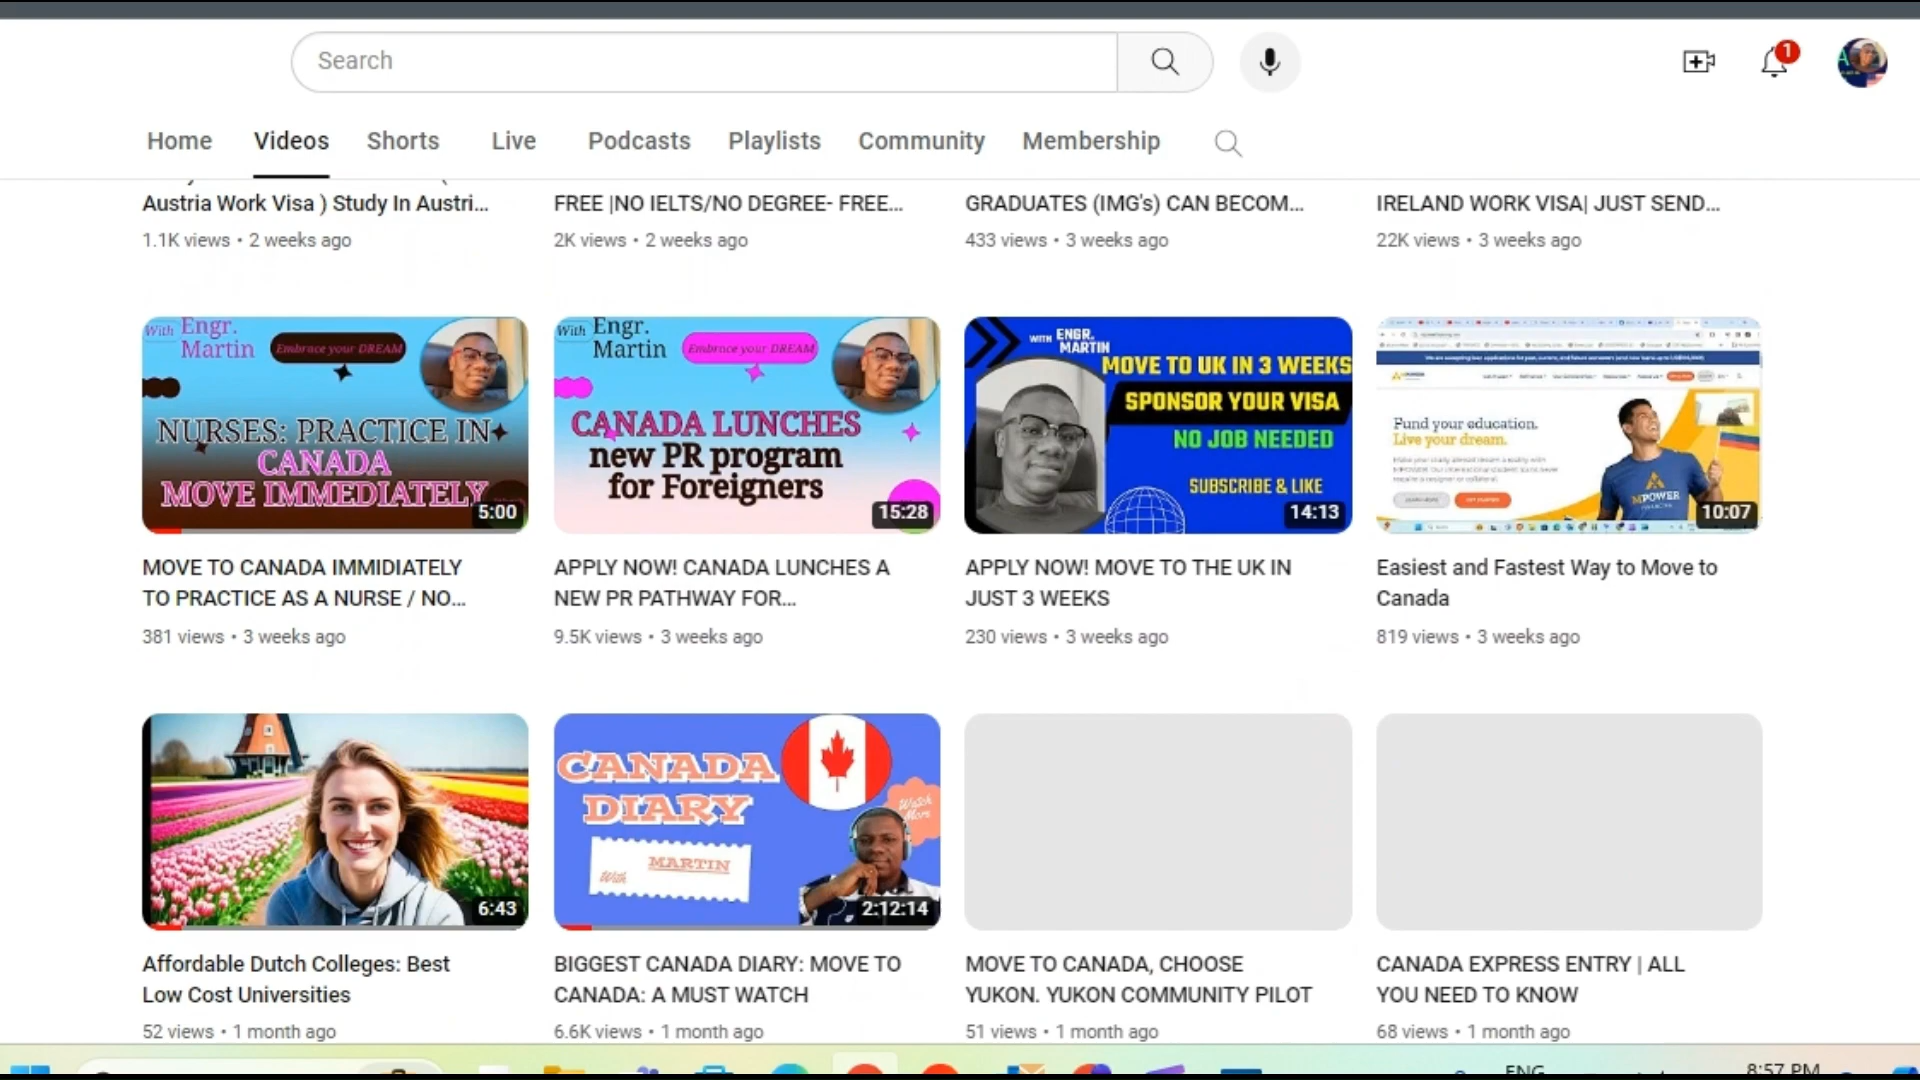 Search
1
Home Videos Shorts Live Podcasts Playlists Community Membership
Austria Work Visa ) Study In Austri...
1.1K views • 2 weeks ago
FREE |NO IELTS/NO DEGREE- FREE...
2K views • 2 weeks ago
GRADUATES (IMG's) CAN BECOM...
433 views • 3 weeks ago
IRELAND WORK VISA| JUST SEND...
22K views • 3 weeks ago
With Engr.
Martin
Embrace your DREAM
NURSES: PRACTICE IN
CANADA
MOVE IMMEDIATELY
5:00
MOVE TO CANADA IMMIDIATELY
TO PRACTICE AS A NURSE / NO...
381 views • 3 weeks ago
With Engr.
Martin
Embrace your DREAM
CANADA LUNCHES
new PR program
for Foreigners
15:28
APPLY NOW! CANADA LUNCHES A
NEW PR PATHWAY FOR...
9.5K views • 3 weeks ago
WITH ENGR.
MARTIN
MOVE TO UK IN 3 WEEKS
SPONSOR YOUR VISA
NO JOB NEEDED
SUBSCRIBE & LIKE
14:13
APPLY NOW! MOVE TO THE UK IN
JUST 3 WEEKS
230 views • 3 weeks ago
Fund your education.
Live your dream.
MPOWER
10:07
Easiest and Fastest Way to Move to
Canada
819 views • 3 weeks ago
6:43
Affordable Dutch Colleges: Best
Low Cost Universities
52 views • 1 month ago
CANADA
DIARY
Watch
More
With MARTIN
2:12:14
BIGGEST CANADA DIARY: MOVE TO
CANADA: A MUST WATCH
6.6K views • 1 month ago
MOVE TO CANADA, CHOOSE
YUKON. YUKON COMMUNITY PILOT
51 views • 1 month ago
CANADA EXPRESS ENTRY | ALL
YOU NEED TO KNOW
68 views • 1 month ago
ENG
8:57 PM